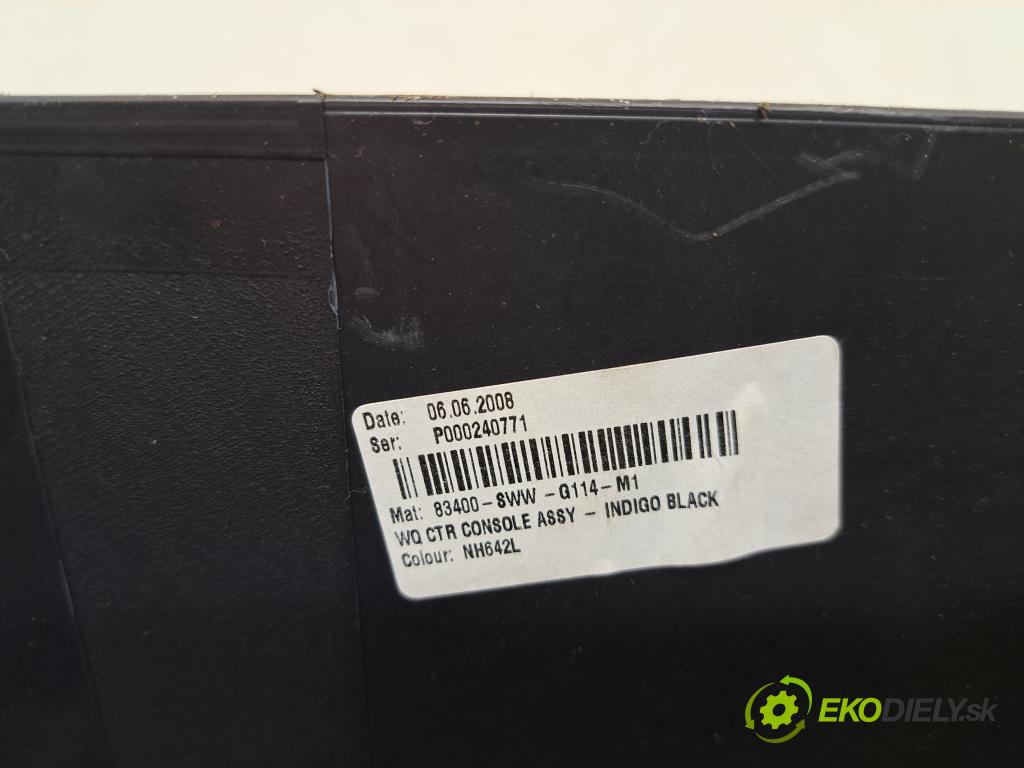 Date: 06.06.2008
Ser: P000240771
Mat: 83400-SWW -G114-M1
WQ CTR CONSOLE ASSY - INDIGO BLACK
Colour: NH642L
EKODIELY.sk